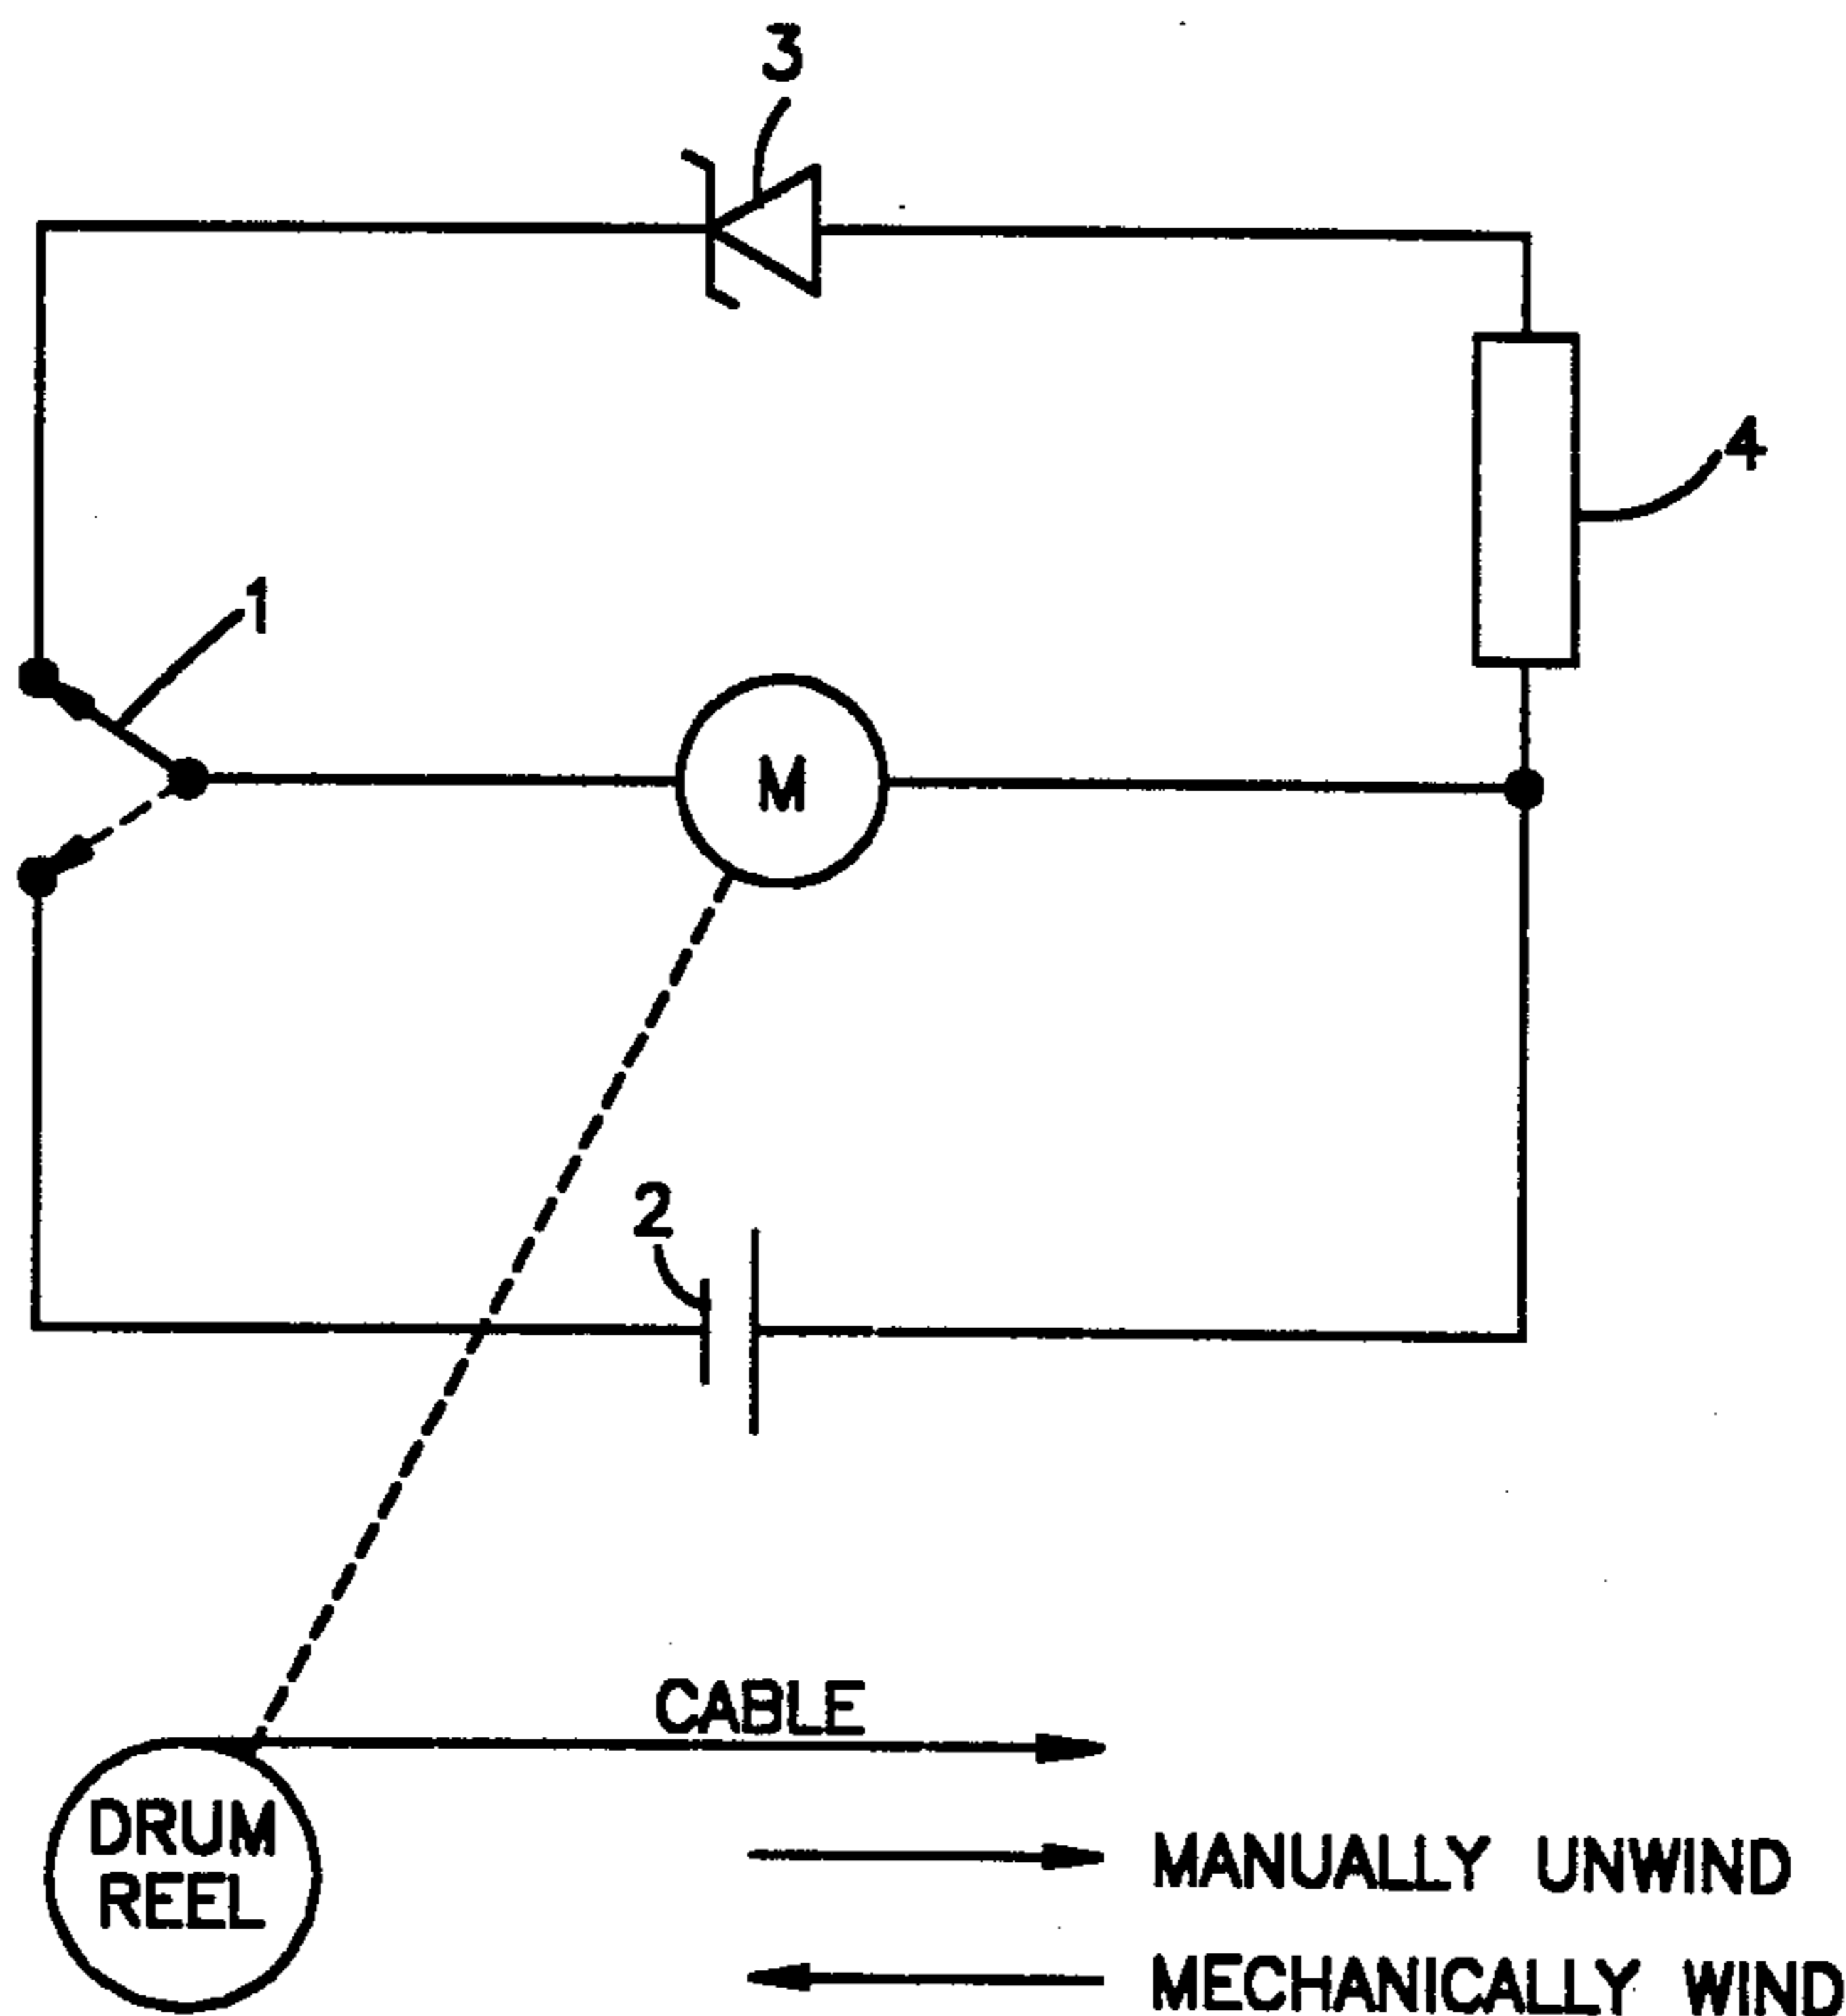 3
4
1
M
2
CABLE
DRUM
REEL
MANUALLY UNWIND
MECHANICALLY WIND